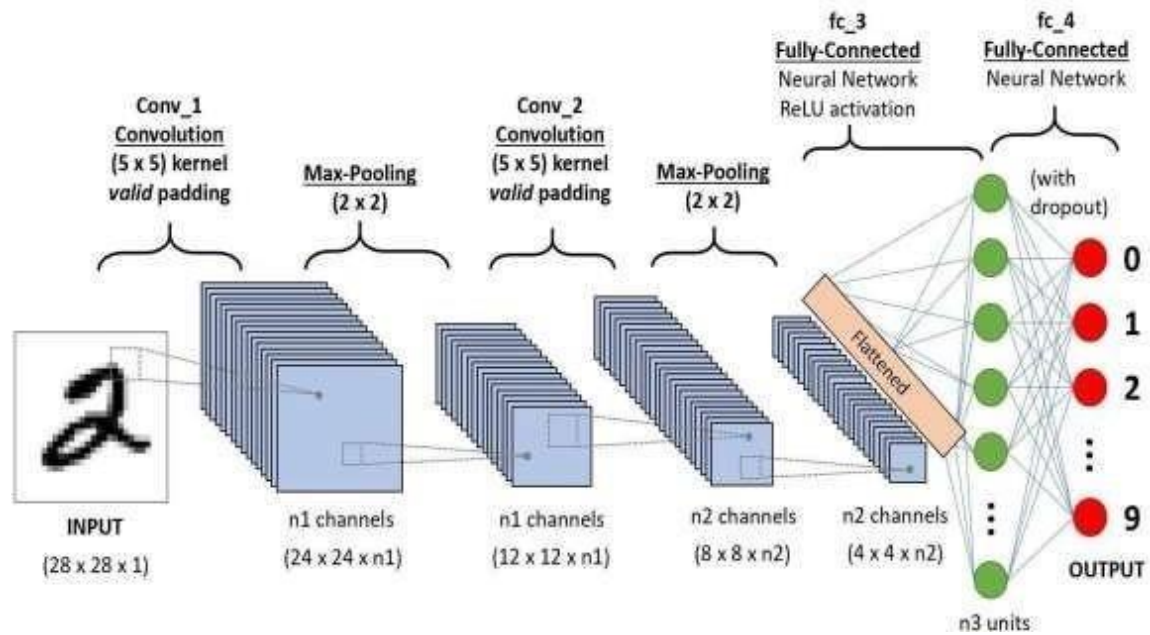 Conv_1
Convolution
(5 x 5) kernel
valid padding
Max-Pooling
(2 x 2)
Conv_2
Convolution
(5 x 5) kernel
valid padding
Max-Pooling
(2 x 2)
fc_3
Fully-Connected
Neural Network
ReLU activation
fc_4
Fully-Connected
Neural Network
(with
dropout)
2
Flattened
0
1
2
⋮
9
OUTPUT
INPUT
(28 x 28 x 1)
n1 channels
(24 x 24 x n1)
n1 channels
(12 x 12 x n1)
n2 channels
(8 x 8 x n2)
n2 channels
(4 x 4 x n2)
⋮
n3 units